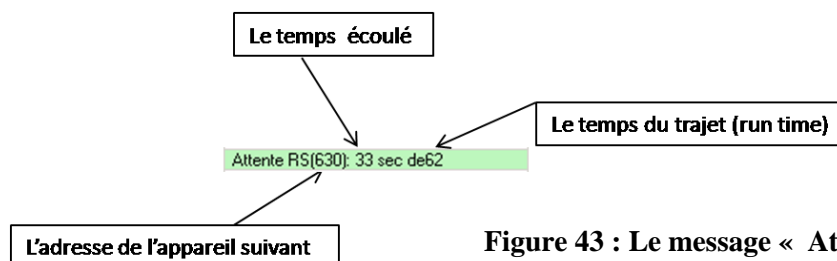 Le temps écoulé
Le temps du trajet (run time)
Attente RS(630): 33 sec de62
L'adresse de l'appareil suivant
Figure 43 : Le message « At